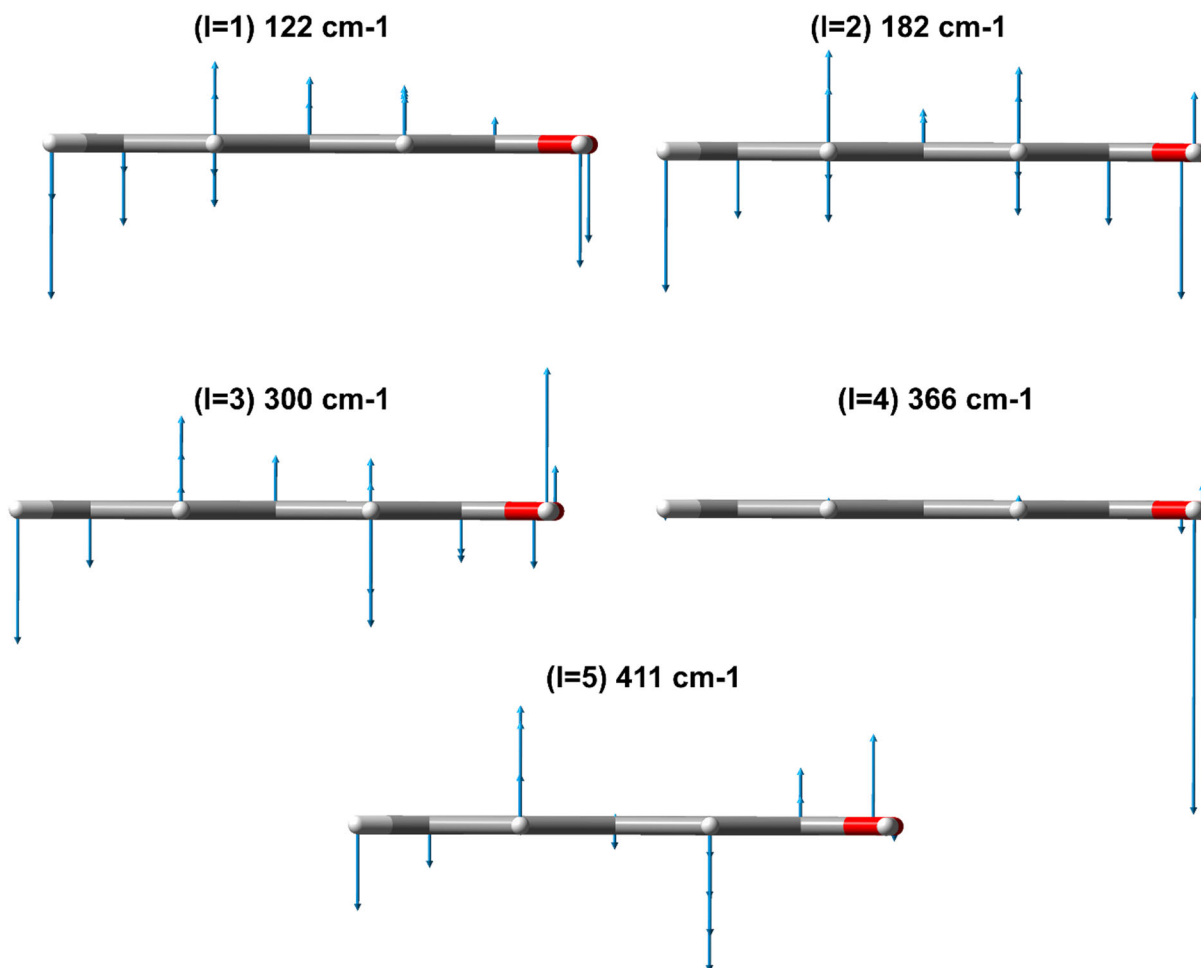 (I=1) 122 cm-1
(I=2) 182 cm-1
(I=3) 300 cm-1
(I=4) 366 cm-1
(I=5) 411 cm-1